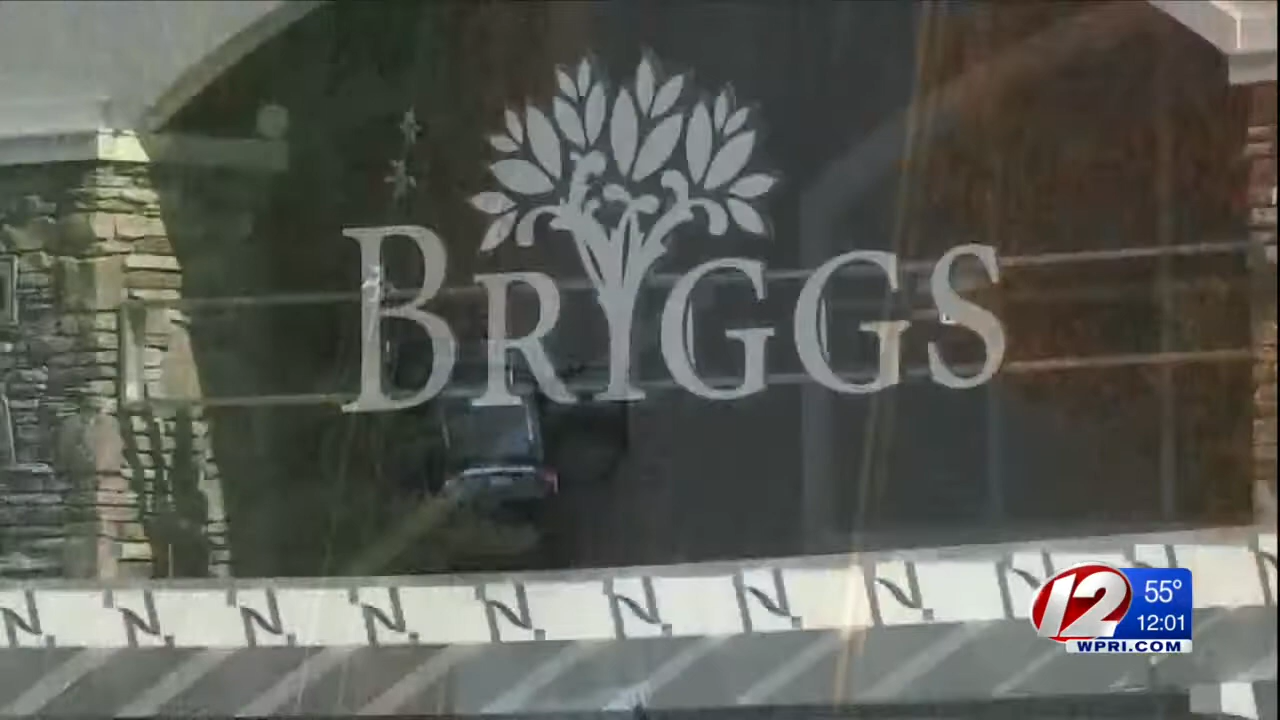 BRIGGS
N. N. N. N. N. N. N. N. N.
12 55°
12:01
WPRI.COM